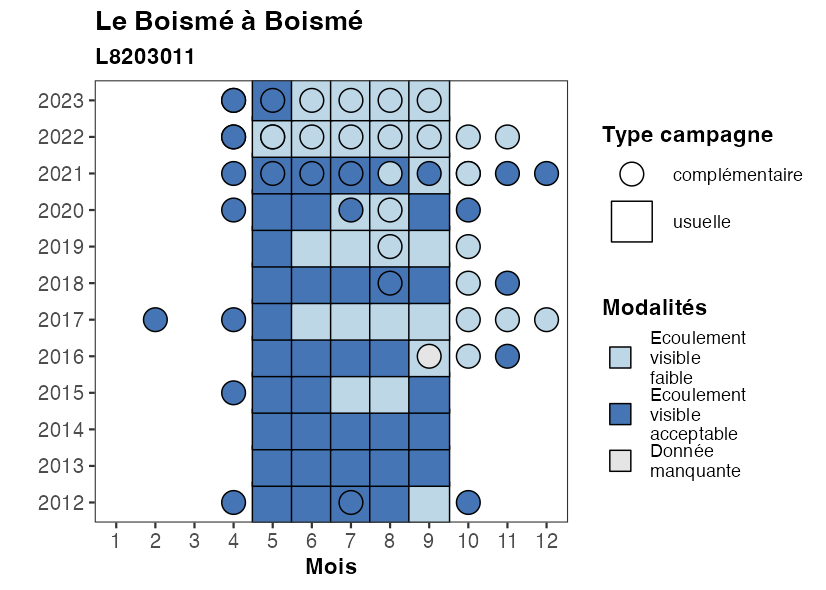 Le Boismé à Boismé
L8203011
2023
2022
2021
2020
2019
2018
2017
2016
2015
2014
2013
2012
1 2 3 4 5 6 7 8 9 10 11 12
Mois
Type campagne
complémentaire
usuelle
Modalités
Ecoulement
visible
faible
Ecoulement
visible
acceptable
Donnée
manquante